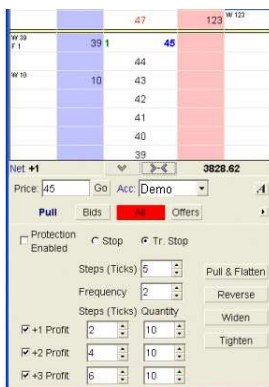 47 123 W 123
W 39
F 1 39 1 45
44
W 10 10 43
42
41
40
39
Net +1 3828.62
Price: 45 Go Acc: Demo A
Pull Bids All Offers
Protection Enabled Stop Tr. Stop
Steps (Ticks) 5 Pull & Flatten
Frequency 2 Reverse
Steps (Ticks) Quantity Widen
+1 Profit 2 10 Tighten
+2 Profit 4 10
+3 Profit 6 10